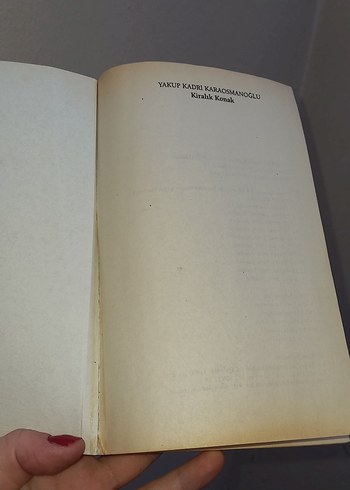 YAKUP KADRİ KARAOSMANOĞLU
Kiralık Konak